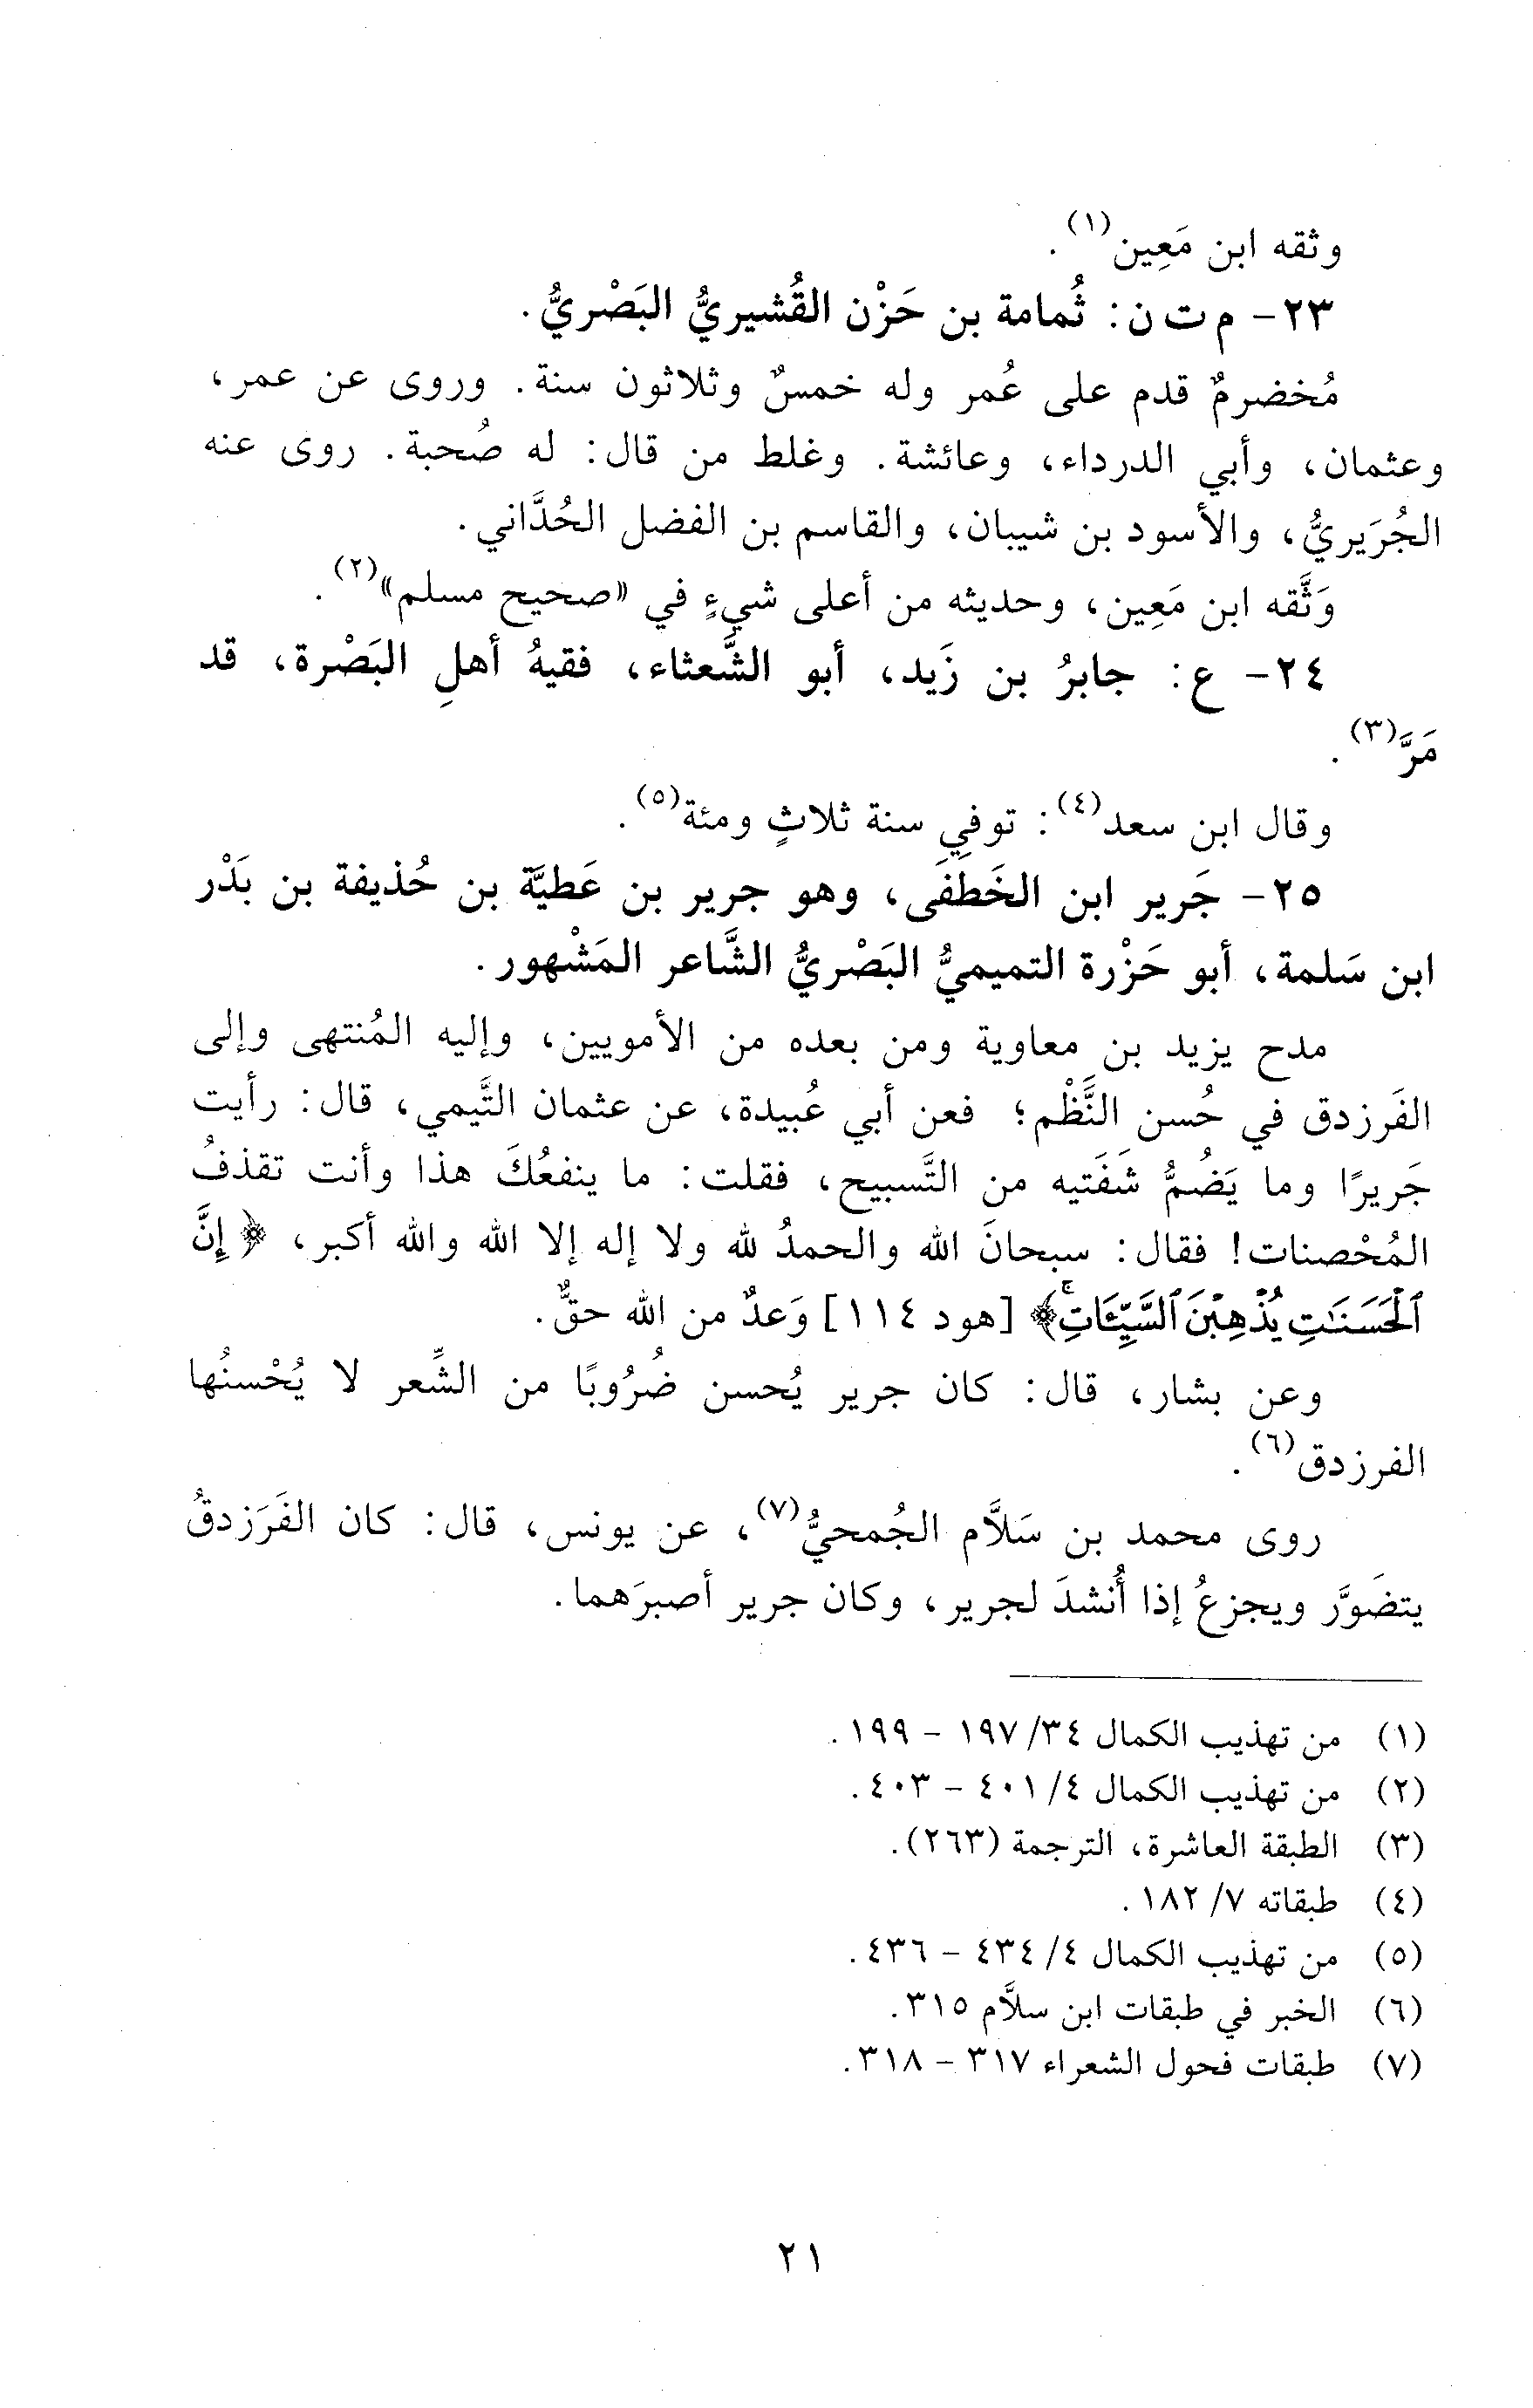 وثقه ابن مَعِين(١).
٢٣- م ت ن: ثُمامة بن حَزْن القُشيريُّ البَصْريُّ.
مُخضرمٌ قدم على عُمر وله خمسٌ وثلاثون سنة. وروى عن عمر،
وعثمان، وأبي الدرداء، وعائشة. وغلط من قال: له صُحبة. روى عنه
الجُرَيريُّ، والأسود بن شيبان، والقاسم بن الفضل الحُدَّاني.
وَثَّقه ابن مَعِين، وحديثه من أعلى شيءٍ في «صحيح مسلم»(٢).
٢٤- ع: جابرُ بن زَيد، أبو الشَّعثاء، فقيهُ أهلِ البَصْرة، قد
مَرَّ(٣).
وقال ابن سعد(٤): توفي سنة ثلاثٍ ومئة(٥).
٢٥- جَرير ابن الخَطَفَى، وهو جرير بن عَطيَّة بن حُذيفة بن بَدْر
ابن سَلمة، أبو حَزْرة التميميُّ البَصْريُّ الشَّاعر المَشْهور.
مدح يزيد بن معاوية ومن بعده من الأمويين، وإليه المُنتهى وإلى
الفَرزدق في حُسن النَّظْم؛ فعن أبي عُبيدة، عن عثمان التَّيمي، قال: رأيت
جَريرًا وما يَضُمُّ شَفَتيه من التَّسبيح، فقلت: ما ينفعُكَ هذا وأنت تقذفُ
المُحْصنات! فقال: سبحانَ الله والحمدُ لله ولا إله إلا الله والله أكبر، ﴿إِنَّ
ٱلْحَسَنَٰتِ يُذْهِبْنَ ٱلسَّيِّـَٔاتِۚ﴾ [هود ١١٤] وَعدٌ من الله حقٌّ.
وعن بشار، قال: كان جرير يُحسن ضُرُوبًا من الشِّعر لا يُحْسنُها
الفرزدق(٦).
روى محمد بن سَلاَّم الجُمحيُّ(٧)، عن يونس، قال: كان الفَرَزدقُ
يتضَوَّر ويجزعُ إذا أُنشدَ لجرير، وكان جرير أصبرَهما.
(١) من تهذيب الكمال ٣٤/ ١٩٧ - ١٩٩.
(٢) من تهذيب الكمال ٤/ ٤٠١ - ٤٠٣.
(٣) الطبقة العاشرة، الترجمة (٢٦٣).
(٤) طبقاته ٧/ ١٨٢.
(٥) من تهذيب الكمال ٤/ ٤٣٤ - ٤٣٦.
(٦) الخبر في طبقات ابن سلاَّم ٣١٥.
(٧) طبقات فحول الشعراء ٣١٧ - ٣١٨.
٢١